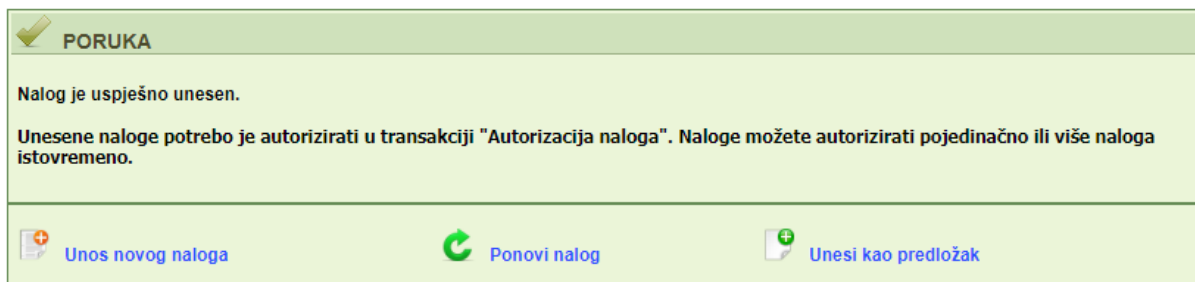 PORUKA
Nalog je uspješno unesen.
Unesene naloge potrebo je autorizirati u transakciji "Autorizacija naloga". Naloge možete autorizirati pojedinačno ili više naloga
istovremeno.
Unos novog naloga
Ponovi nalog
Unesi kao predložak